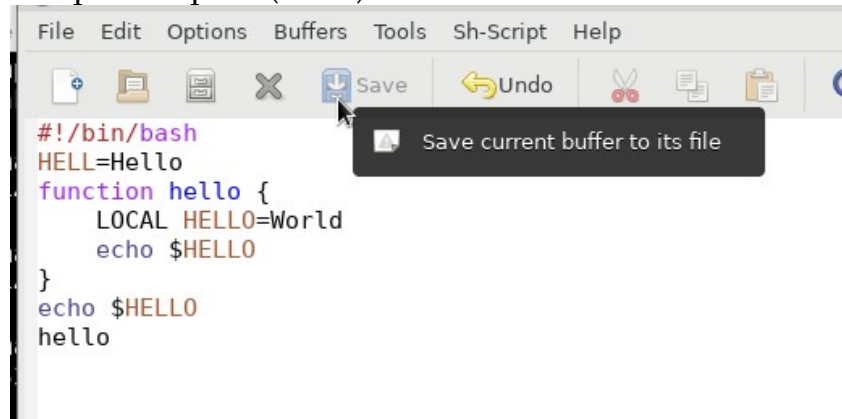 File Edit Options Buffers Tools Sh-Script Help
Save Undo
Save current buffer to its file
#!/bin/bash
HELL=Hello
function hello {
    LOCAL HELLO=World
    echo $HELLO
}
echo $HELLO
hello